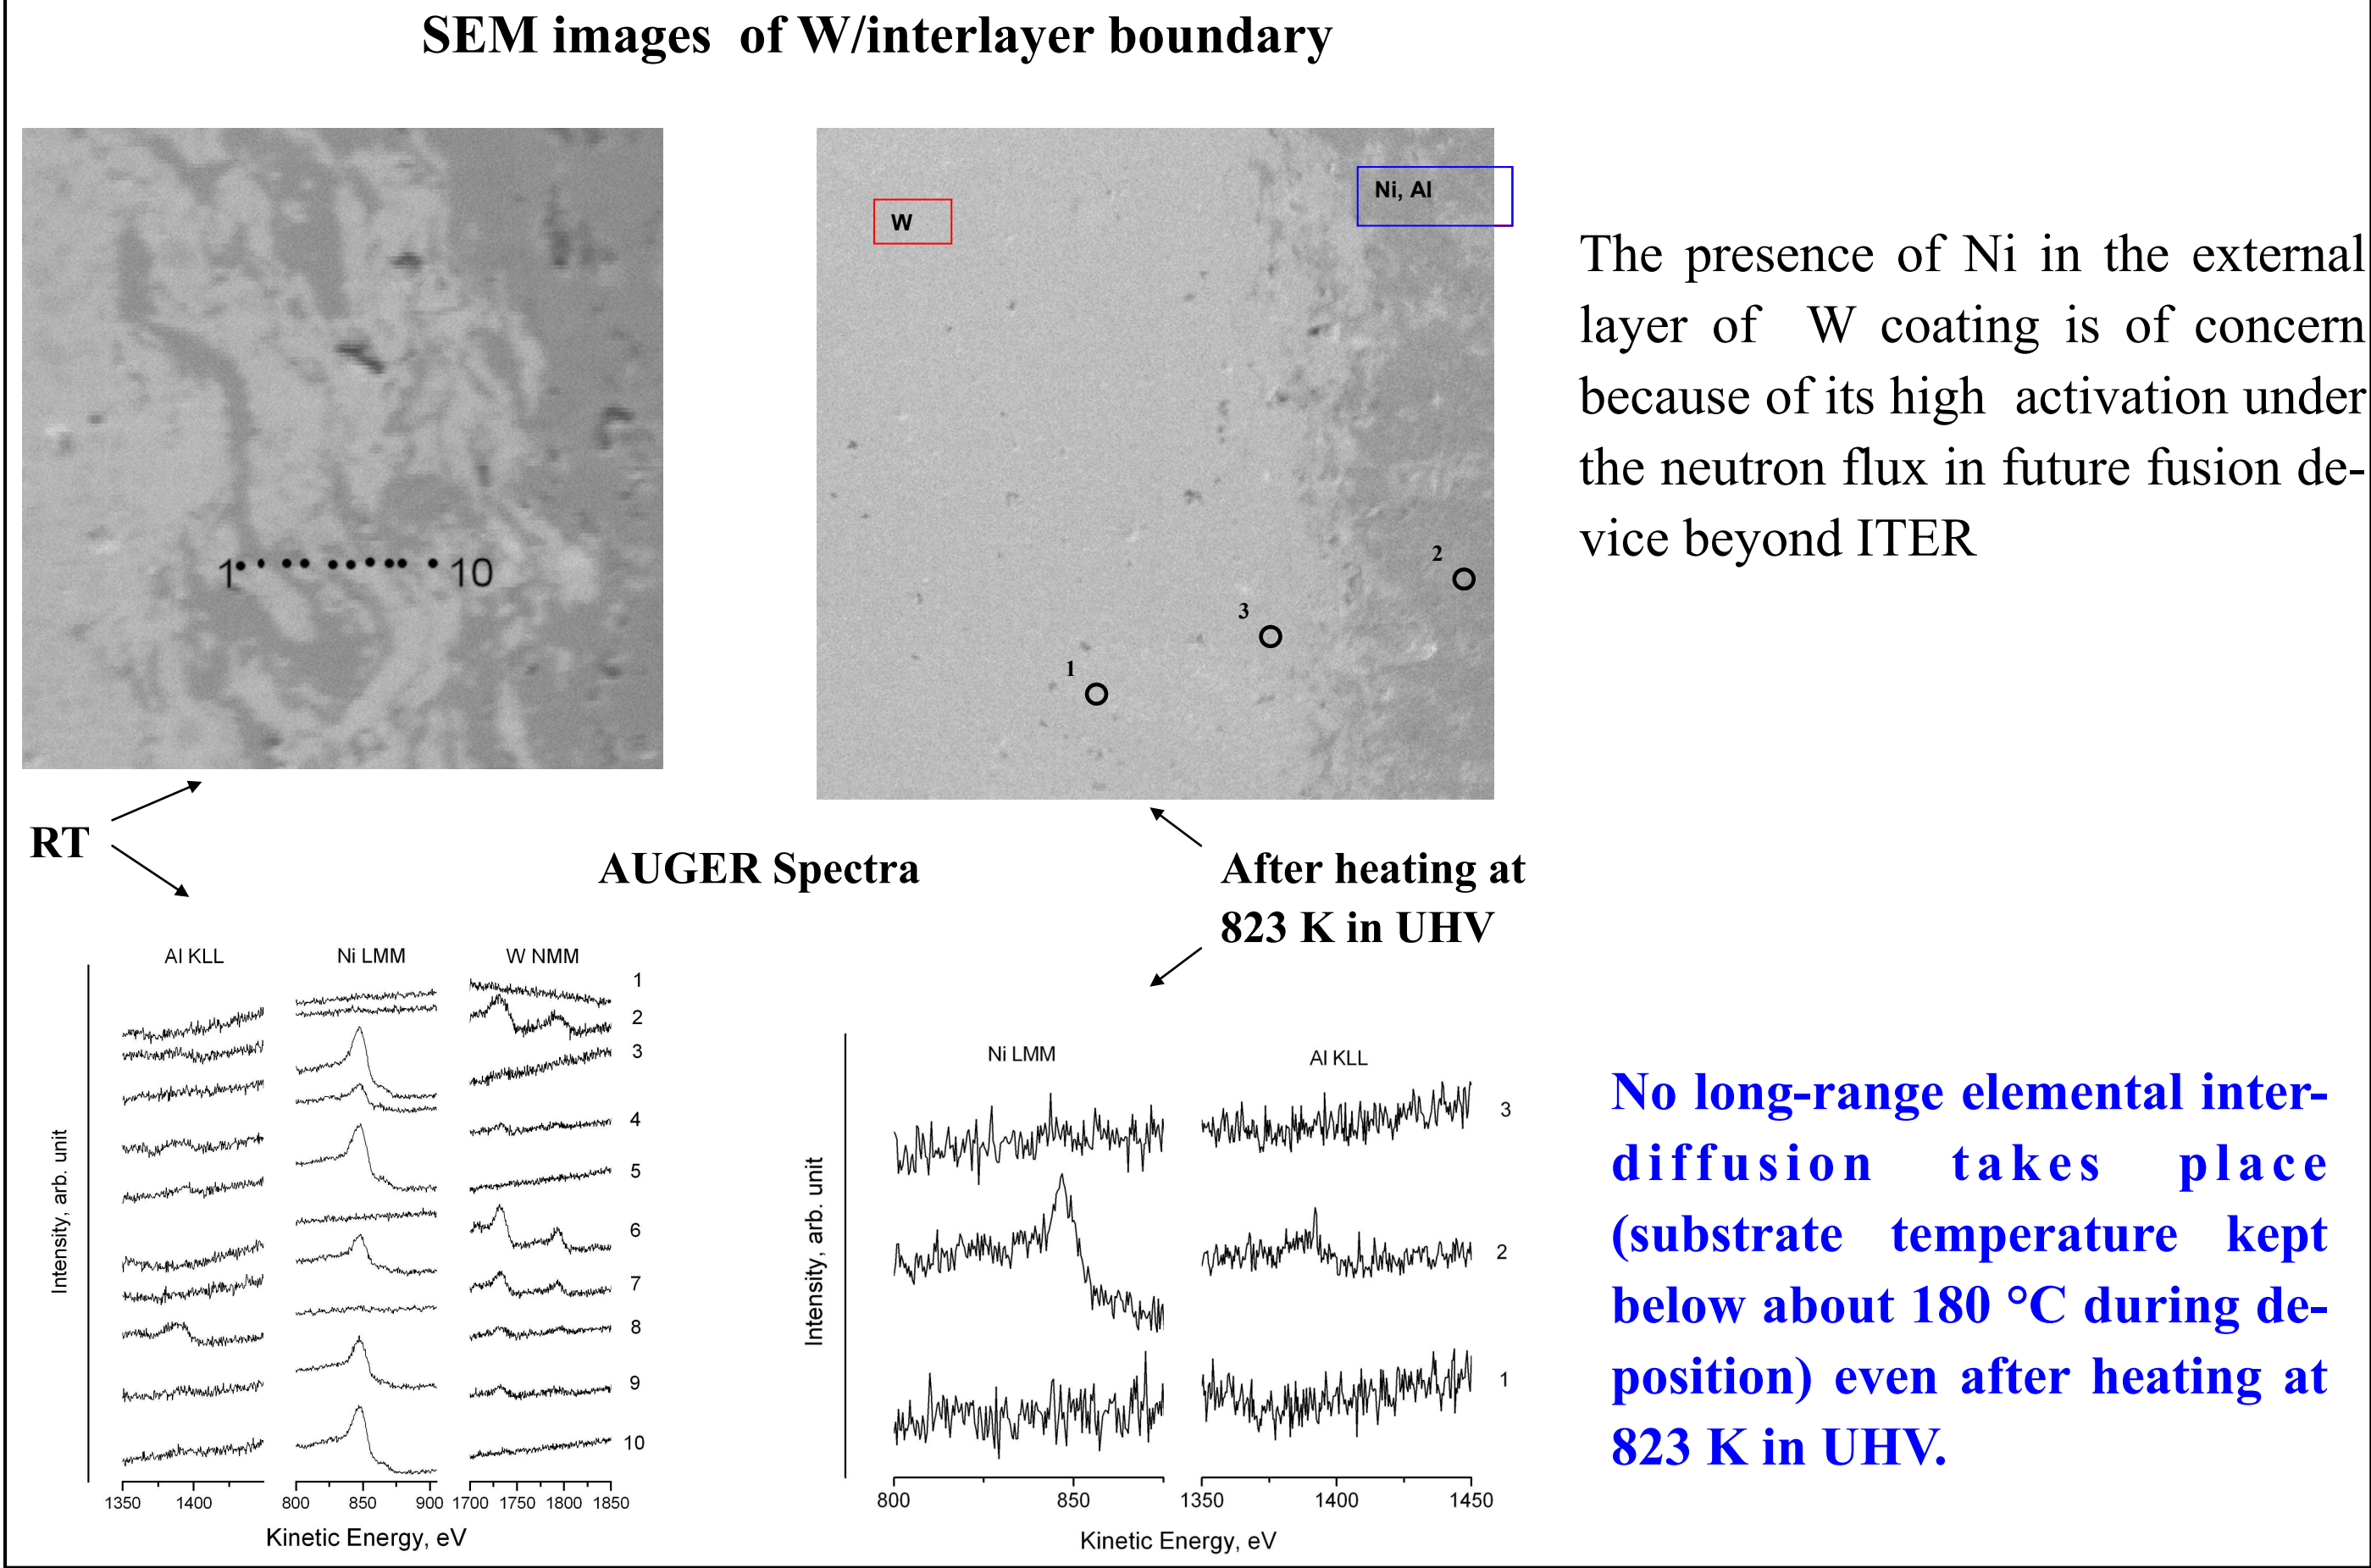 SEM images of W/interlayer boundary
W
Ni, Al
1
10
1
2
3
The presence of Ni in the external
layer of W coating is of concern
because of its high activation under
the neutron flux in future fusion de-
vice beyond ITER
RT
AUGER Spectra
After heating at
823 K in UHV
Al KLL
Ni LMM
W NMM
1
2
3
4
5
6
7
8
9
10
Intensity, arb. unit
1350 1400
800 850 900
1700 1750 1800 1850
Kinetic Energy, eV
Ni LMM
Al KLL
3
2
1
Intensity, arb. unit
800 850
1350 1400 1450
Kinetic Energy, eV
No long-range elemental inter-
diffusion takes place
(substrate temperature kept
below about 180 °C during de-
position) even after heating at
823 K in UHV.